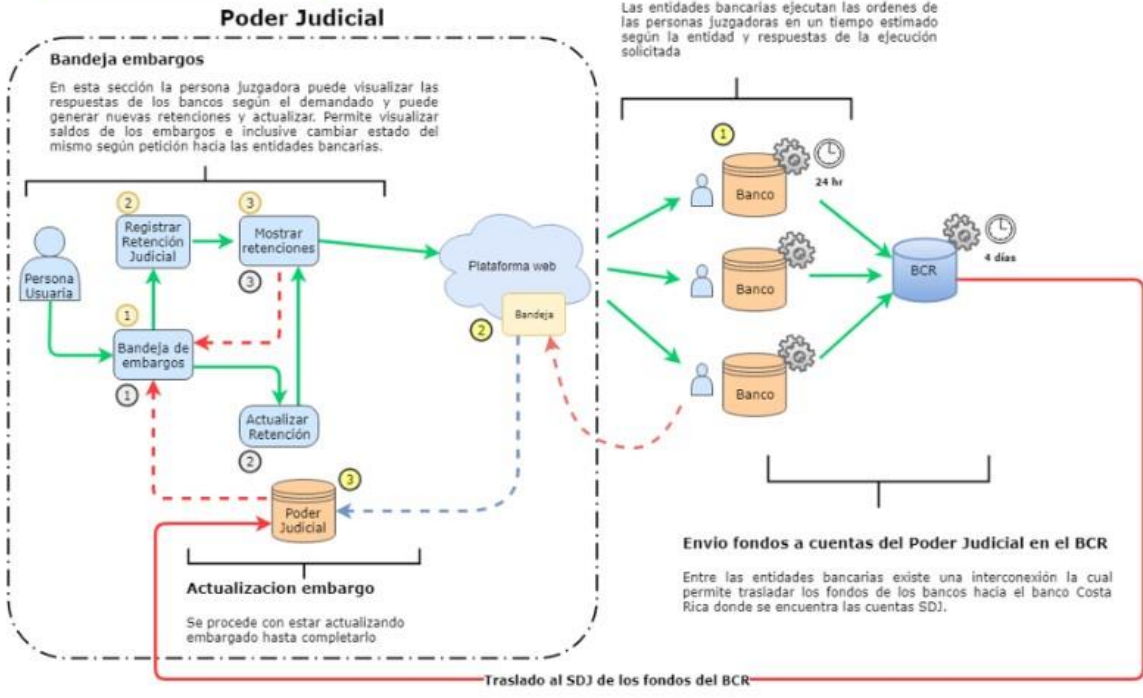 Poder Judicial
Bandeja embargos
En esta sección la persona juzgadora puede visualizar las
respuestas de los bancos según el demandado y puede
generar nuevas retenciones y actualizar. Permite visualizar
saldos de los embargos e inclusive cambiar estado del
mismo según petición hacia las entidades bancarias.
Las entidades bancarias ejecutan las ordenes de
las personas juzgadoras en un tiempo estimado
según la entidad y respuestas de la ejecución
solicitada
2
Registrar
Retención
Judicial
3
Mostrar
retenciones
3
Persona
Usuaria
1
Bandeja de
embargos
1
Actualizar
Retención
2
Plataforma web
Bandeja
2
1
Banco
24 hr
Banco
Banco
BCR
4 días
3
Poder
Judicial
Actualizacion embargo
Se procede con estar actualizando
embargado hasta completarlo
Envio fondos a cuentas del Poder Judicial en el BCR
Entre las entidades bancarias existe una interconexión la cual
permite trasladar los fondos de los bancos hacia el banco Costa
Rica donde se encuentra las cuentas SDJ.
Traslado al SDJ de los fondos del BCR